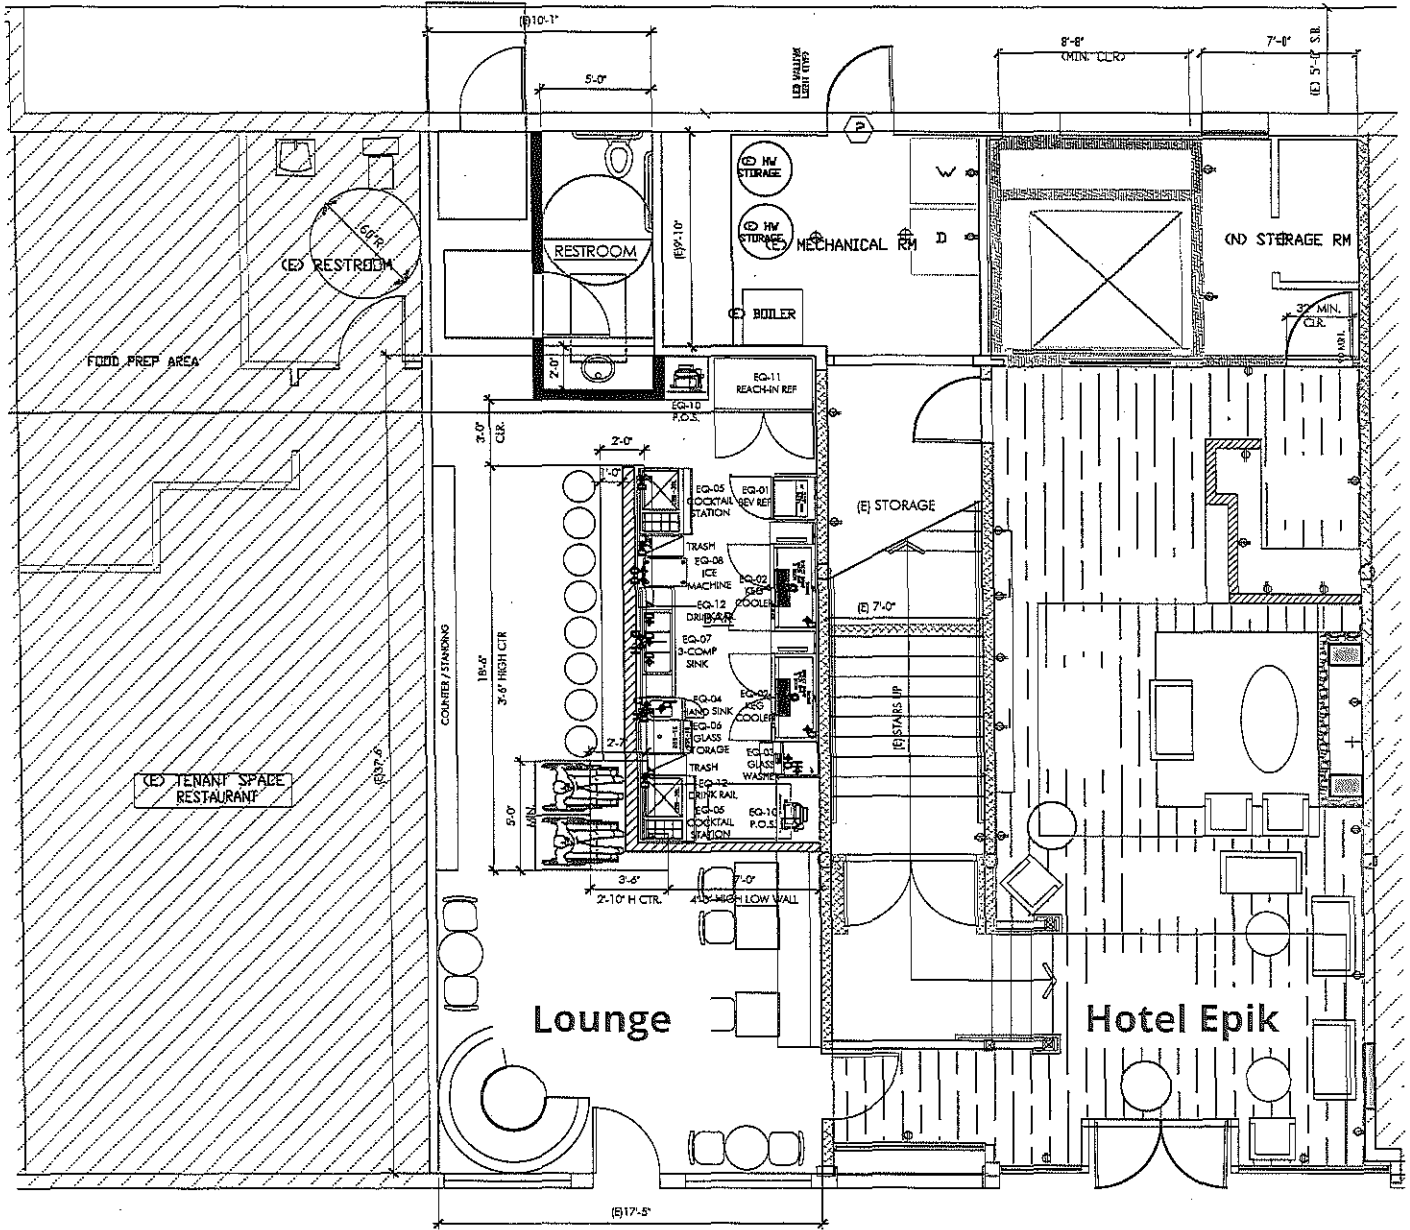 (E)10'-1"
5'-0"
8'-8"
(MIN. CLR)
7'-0"
(E) 5'-0" S.B.
2
(E) HW
STORAGE
W
(E) HW
STORAGE
D
(E) MECHANICAL RM
(N) STORAGE RM
60"R.
(E) RESTROOM
RESTROOM
(E)9'-10"
(E) BOILER
32" MIN.
CLR.
FOOD PREP AREA
2'-0"
EQ-11
REACH-IN REF
EQ-10
P.O.S.
3'-0"
CLR.
2'-0"
1'-0"
EQ-05
COCKTAIL
STATION
EQ-01
BEV REF
(E) STORAGE
TRASH
EQ-08
ICE
MACHINE
EQ-02
KEG
COOLER
EQ-12
DRINK RAIL
(E) 7'-0"
EQ-07
3-COMP
SINK
COUNTER / STANDING
18'-6"
3'-6" HIGH CTR
EQ-04
HAND SINK
EQ-02
KEG
COOLER
(E)STAIRS UP
EQ-06
GLASS
STORAGE
2'-7"
EQ-03
GLASS
WASHER
TRASH
(E)37'-6"
(E) TENANT SPACE
RESTAURANT
EQ-12
DRINK RAIL
5'-0"
MIN.
EQ-05
COCKTAIL
STATION
EQ-10
P.O.S.
3'-6"
7'-0"
2'-10" H CTR.
4'-0" HIGH LOW WALL
Lounge
Hotel Epik
(E)17'-5"